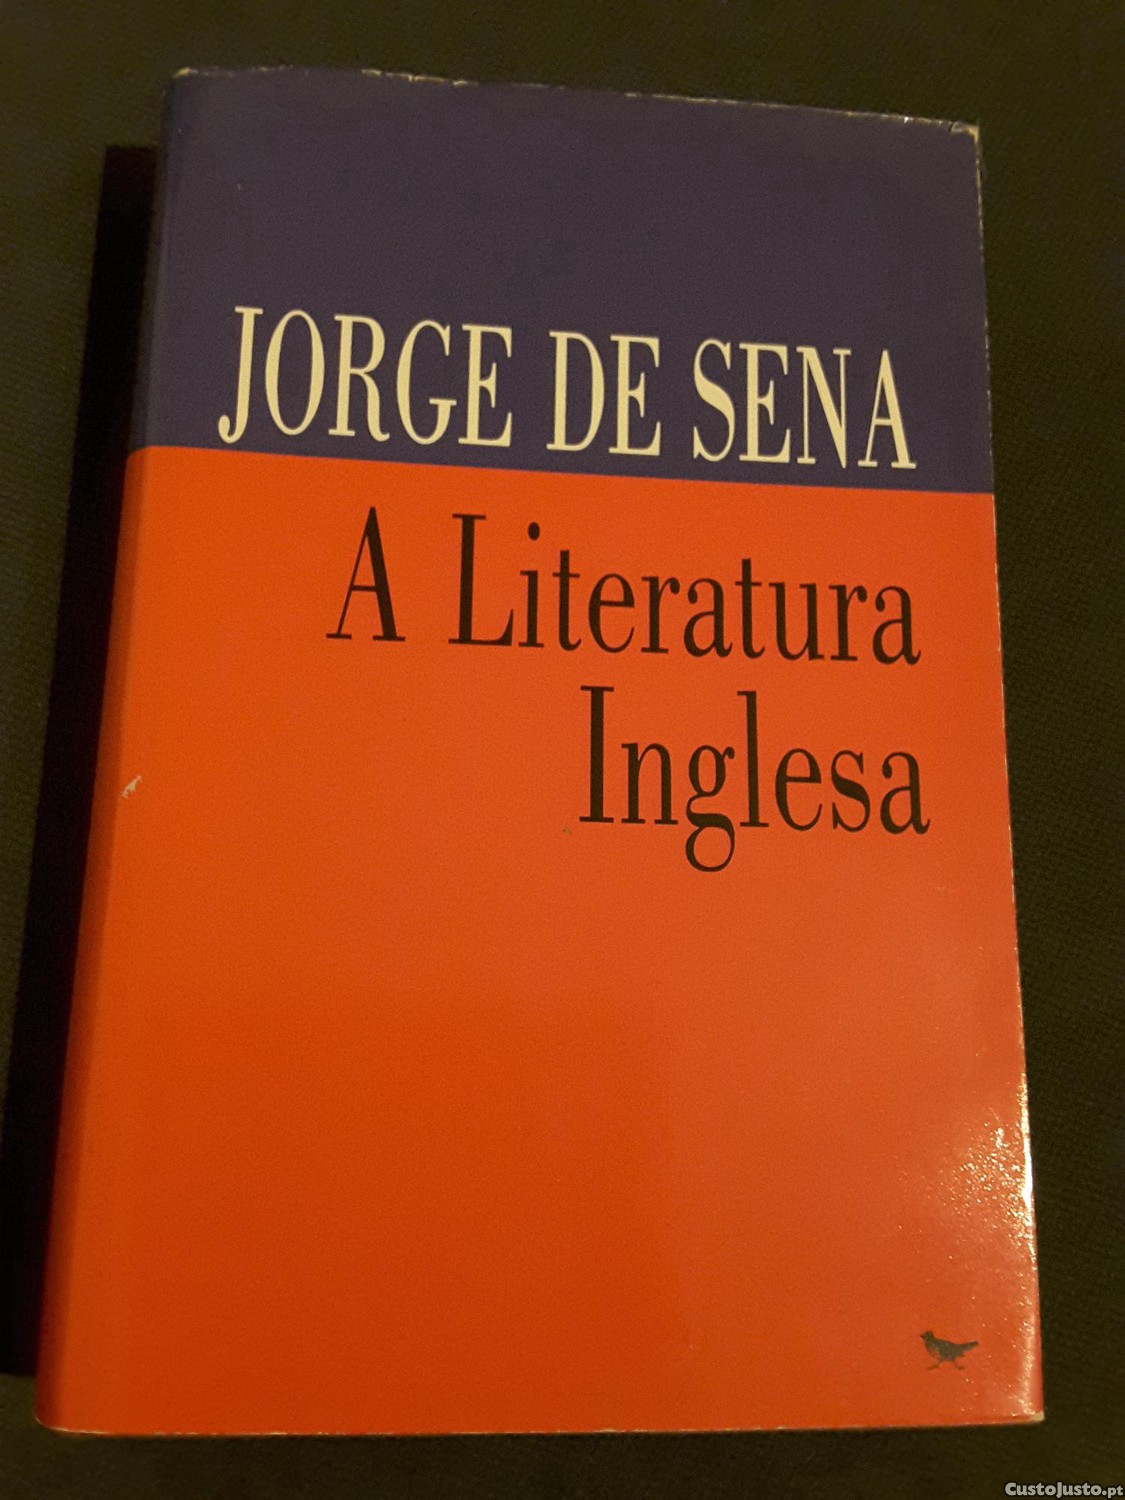 JORGE DE SENA
A Literatura
Inglesa
CustoJusto.pt